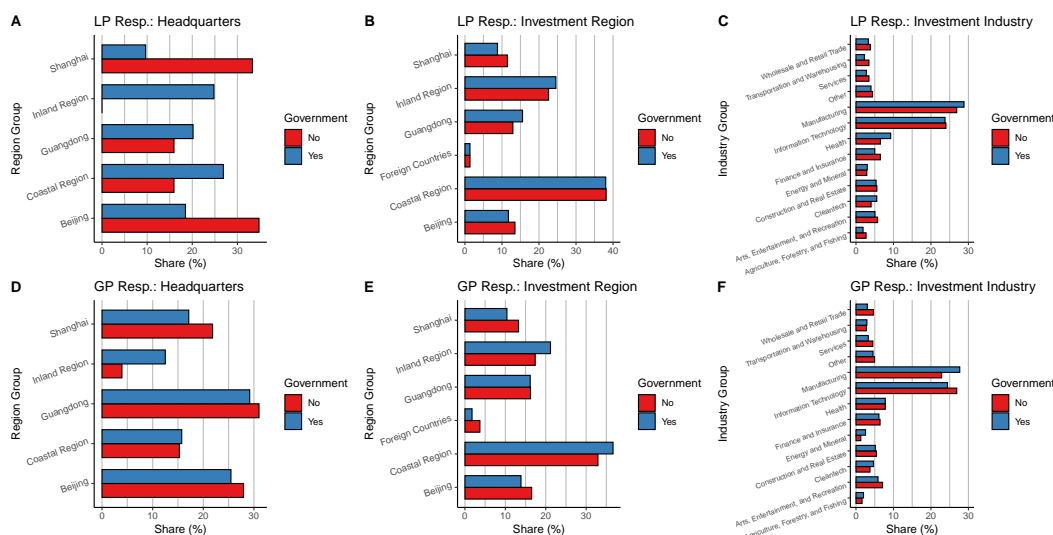 A
LP Resp.: Headquarters
Region Group
Shanghai
Inland Region
Guangdong
Coastal Region
Beijing
0
10
20
30
Share (%)
Government
No
Yes
B
LP Resp.: Investment Region
Region Group
Shanghai
Inland Region
Guangdong
Foreign Countries
Coastal Region
Beijing
0
10
20
30
40
Share (%)
Government
No
Yes
C
LP Resp.: Investment Industry
Industry Group
Wholesale and Retail Trade
Transportation and Warehousing
Services
Other
Manufacturing
Information Technology
Health
Finance and Insurance
Energy and Mineral
Construction and Real Estate
Cleantech
Arts, Entertainment, and Recreation
Agriculture, Forestry, and Fishing
0
10
20
30
Share (%)
Government
No
Yes
D
GP Resp.: Headquarters
Region Group
Shanghai
Inland Region
Guangdong
Coastal Region
Beijing
0
10
20
30
Share (%)
Government
No
Yes
E
GP Resp.: Investment Region
Region Group
Shanghai
Inland Region
Guangdong
Foreign Countries
Coastal Region
Beijing
0
10
20
30
Share (%)
Government
No
Yes
F
GP Resp.: Investment Industry
Industry Group
Wholesale and Retail Trade
Transportation and Warehousing
Services
Other
Manufacturing
Information Technology
Health
Finance and Insurance
Energy and Mineral
Construction and Real Estate
Cleantech
Arts, Entertainment, and Recreation
Agriculture, Forestry, and Fishing
0
10
20
30
Share (%)
Government
No
Yes